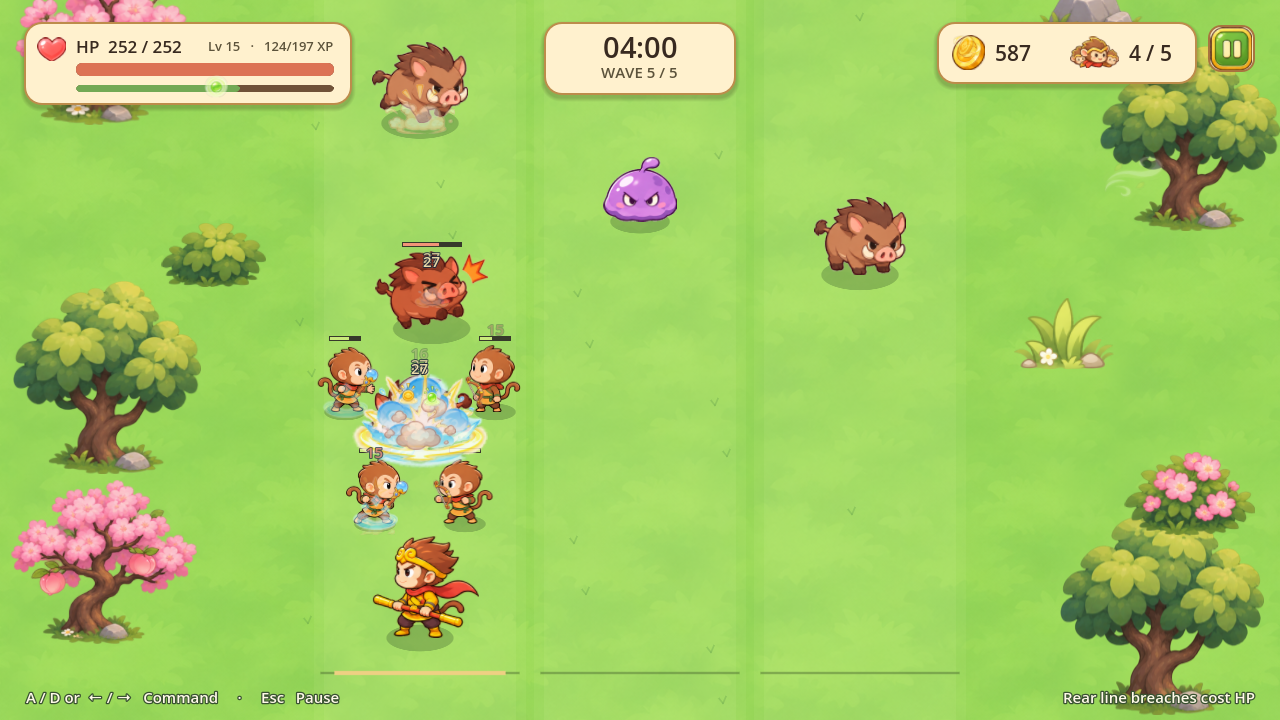 HP 252 / 252 Lv 15 · 124/197 XP
04:00
WAVE 5 / 5
587
4 / 5
27
15
27
15
A / D or ← / → Command · Esc Pause
Rear line breaches cost HP